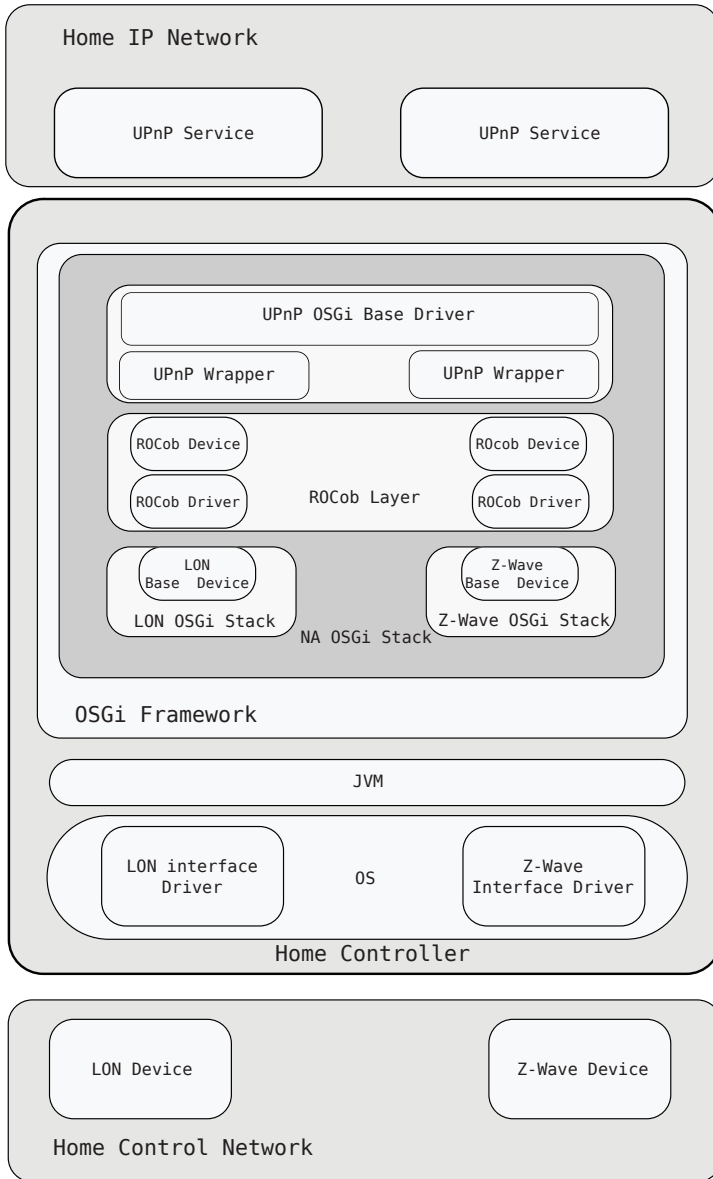 Home IP Network
UPnP Service
UPnP Service
UPnP OSGi Base Driver
UPnP Wrapper
UPnP Wrapper
ROCob Device
ROcob Device
ROCob Driver
ROCob Layer
ROCob Driver
LON
Base Device
Z-Wave
Base Device
LON OSGi Stack
Z-Wave OSGi Stack
NA OSGi Stack
OSGi Framework
JVM
LON interface
Driver
OS
Z-Wave
Interface Driver
Home Controller
LON Device
Z-Wave Device
Home Control Network